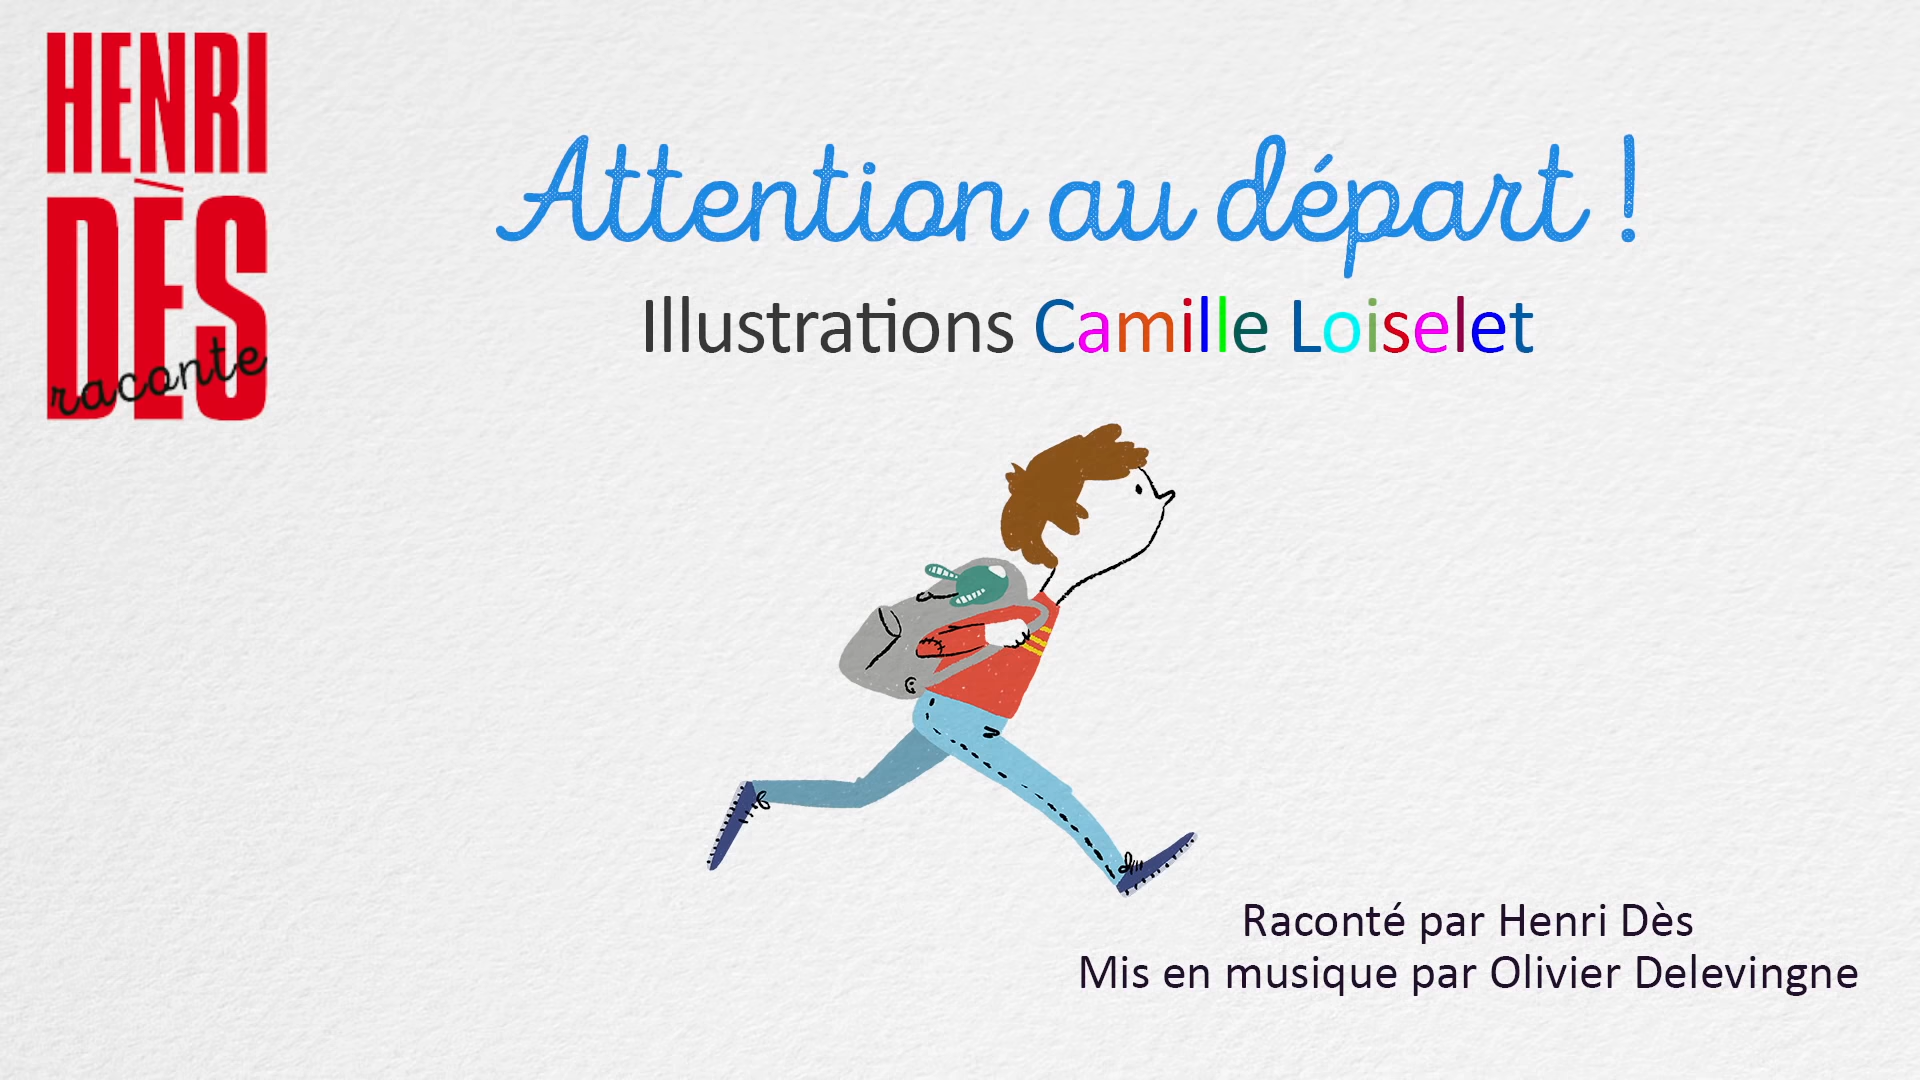 HENRI
DÈS
raconte
Attention au départ !
Illustrations Camille Loiselet
Raconté par Henri Dès
Mis en musique par Olivier Delevingne